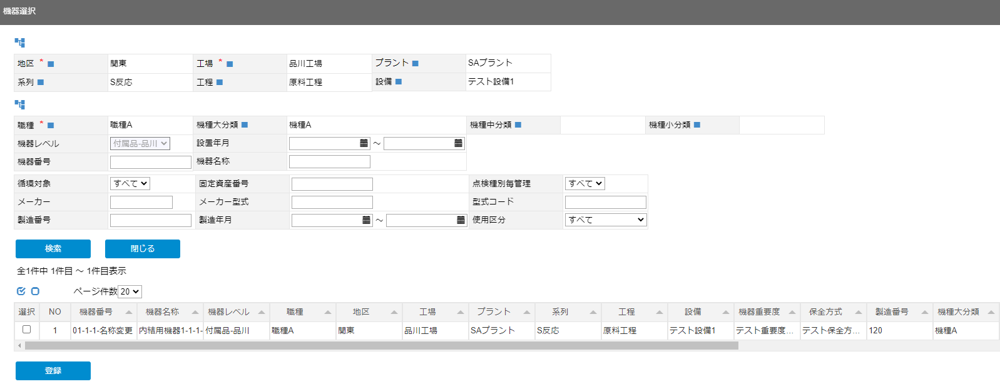 機器選択
地区 * 関東 工場 * 品川工場 プラント SAプラント
系列 S反応 工程 原料工程 設備 テスト設備1
職種 * 職種A 機種大分類 機種A 機種中分類 機種小分類
機器レベル 付属品-品川 設置年月 ～
機器番号 機器名称
循環対象 すべて 固定資産番号 点検種別毎管理 すべて
メーカー メーカー型式 型式コード
製造番号 製造年月 ～ 使用区分 すべて
検索 閉じる
全1件中 1件目 ～ 1件目表示
ページ件数 20
選択 NO 機器番号 機器名称 機器レベル 職種 地区 工場 プラント 系列 工程 設備 機器重要度 保全方式 製造番号 機種大分類
1 01-1-1-名称変更 内結用機器1-1-1- 付属品-品川 職種A 関東 品川工場 SAプラント S反応 原料工程 テスト設備1 テスト重要度... テスト保全方... 120 機種A
登録